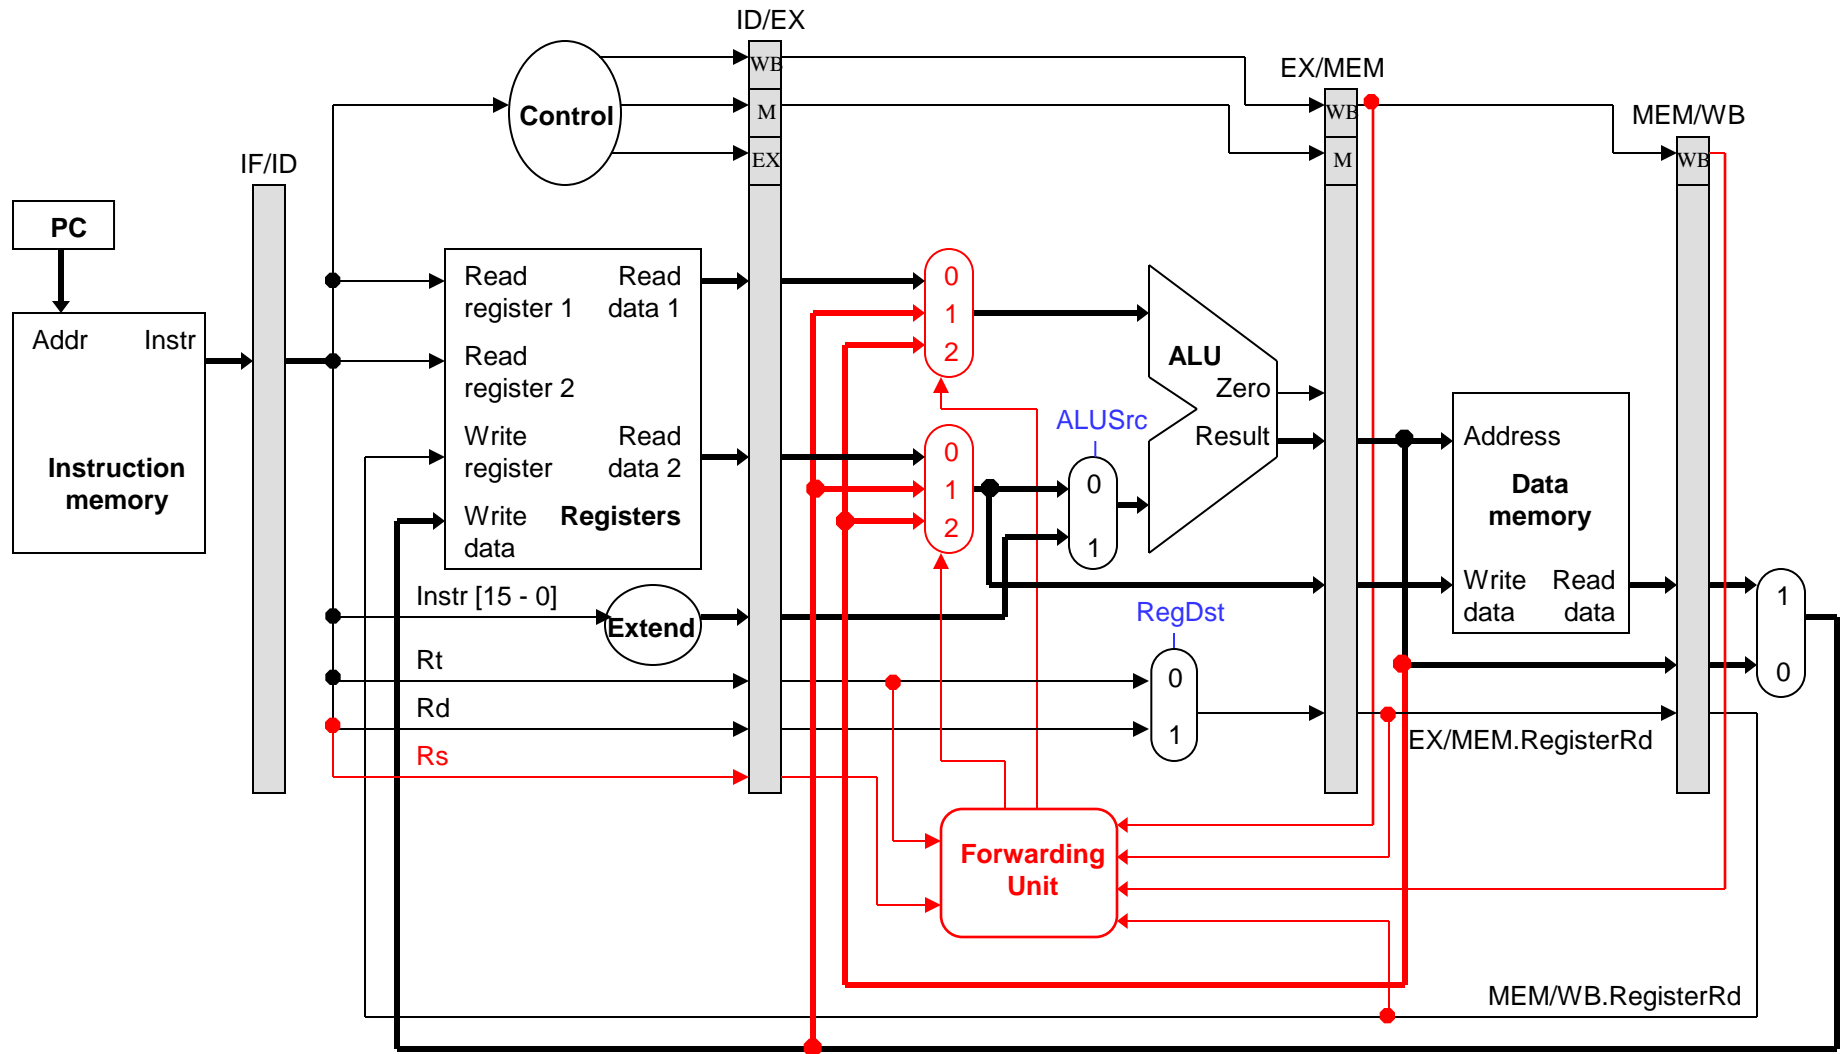 ID/EX
EX/MEM
MEM/WB
IF/ID
WB
M
EX
WB
M
WB
Control
PC
Addr
Instr
Instruction
memory
Read
register 1
Read
data 1
Read
register 2
Write
register
Read
data 2
Write
data
Registers
0
1
2
0
1
2
ALUSrc
0
1
ALU
Zero
Result
Address
Data
memory
Write
data
Read
data
1
0
Instr [15 - 0]
Extend
RegDst
0
1
Rt
Rd
Rs
EX/MEM.RegisterRd
Forwarding
Unit
MEM/WB.RegisterRd